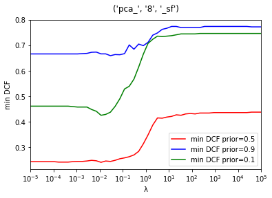 {'pca_', '8', '_sf'}
min DCF
0.8
0.7
0.6
0.5
0.4
0.3
min DCF prior=0.5
min DCF prior=0.9
min DCF prior=0.1
10⁻⁵ 10⁻⁴ 10⁻³ 10⁻² 10⁻¹ 10⁰ 10¹ 10² 10³ 10⁴ 10⁵
λ